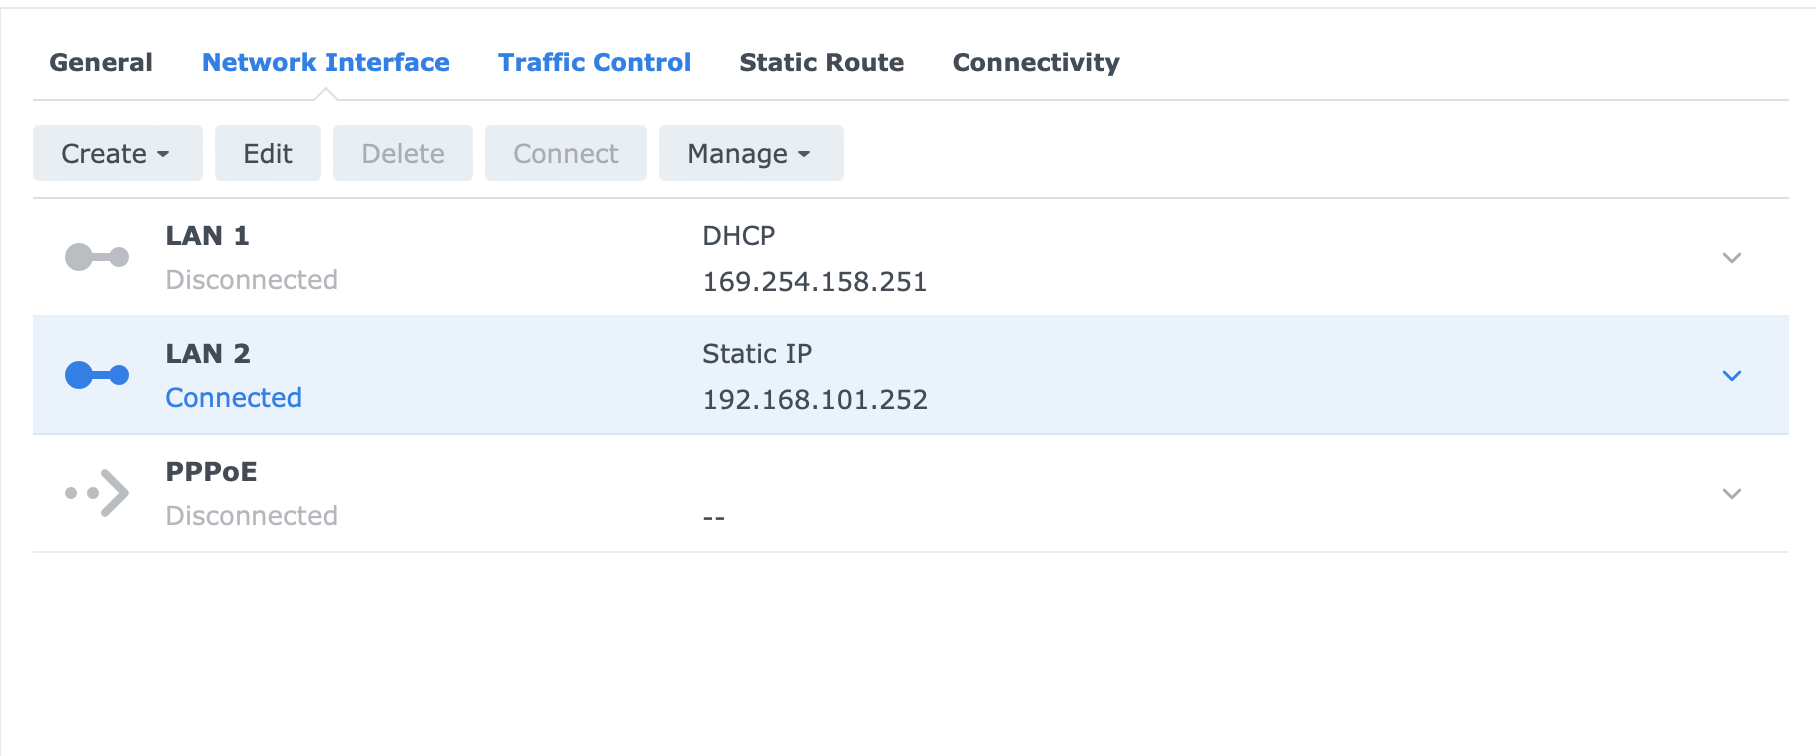 General Network Interface Traffic Control Static Route Connectivity
Create Edit Delete Connect Manage
LAN 1 DHCP
Disconnected 169.254.158.251
LAN 2 Static IP
Connected 192.168.101.252
PPPoE
Disconnected --